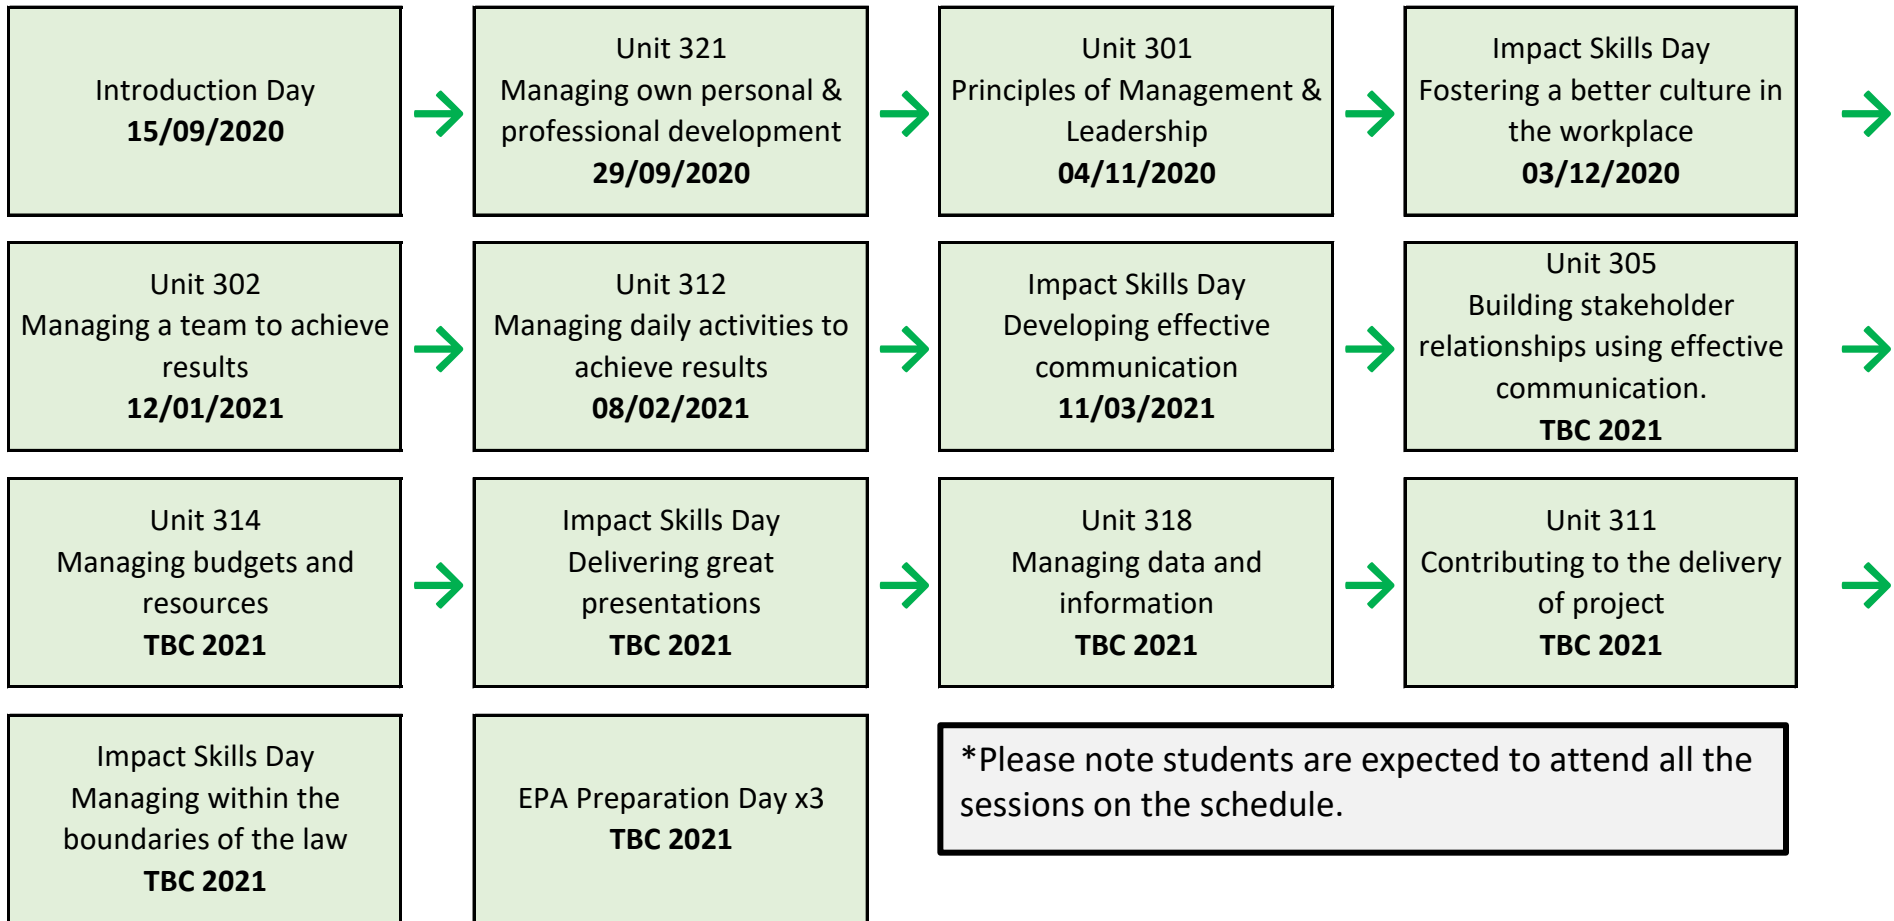 Introduction Day
15/09/2020
Unit 321
Managing own personal &
professional development
29/09/2020
Unit 301
Principles of Management &
Leadership
04/11/2020
Impact Skills Day
Fostering a better culture in
the workplace
03/12/2020
Unit 302
Managing a team to achieve
results
12/01/2021
Unit 312
Managing daily activities to
achieve results
08/02/2021
Impact Skills Day
Developing effective
communication
11/03/2021
Unit 305
Building stakeholder
relationships using effective
communication.
TBC 2021
Unit 314
Managing budgets and
resources
TBC 2021
Impact Skills Day
Delivering great
presentations
TBC 2021
Unit 318
Managing data and
information
TBC 2021
Unit 311
Contributing to the delivery
of project
TBC 2021
Impact Skills Day
Managing within the
boundaries of the law
TBC 2021
EPA Preparation Day x3
TBC 2021
*Please note students are expected to attend all the
sessions on the schedule.